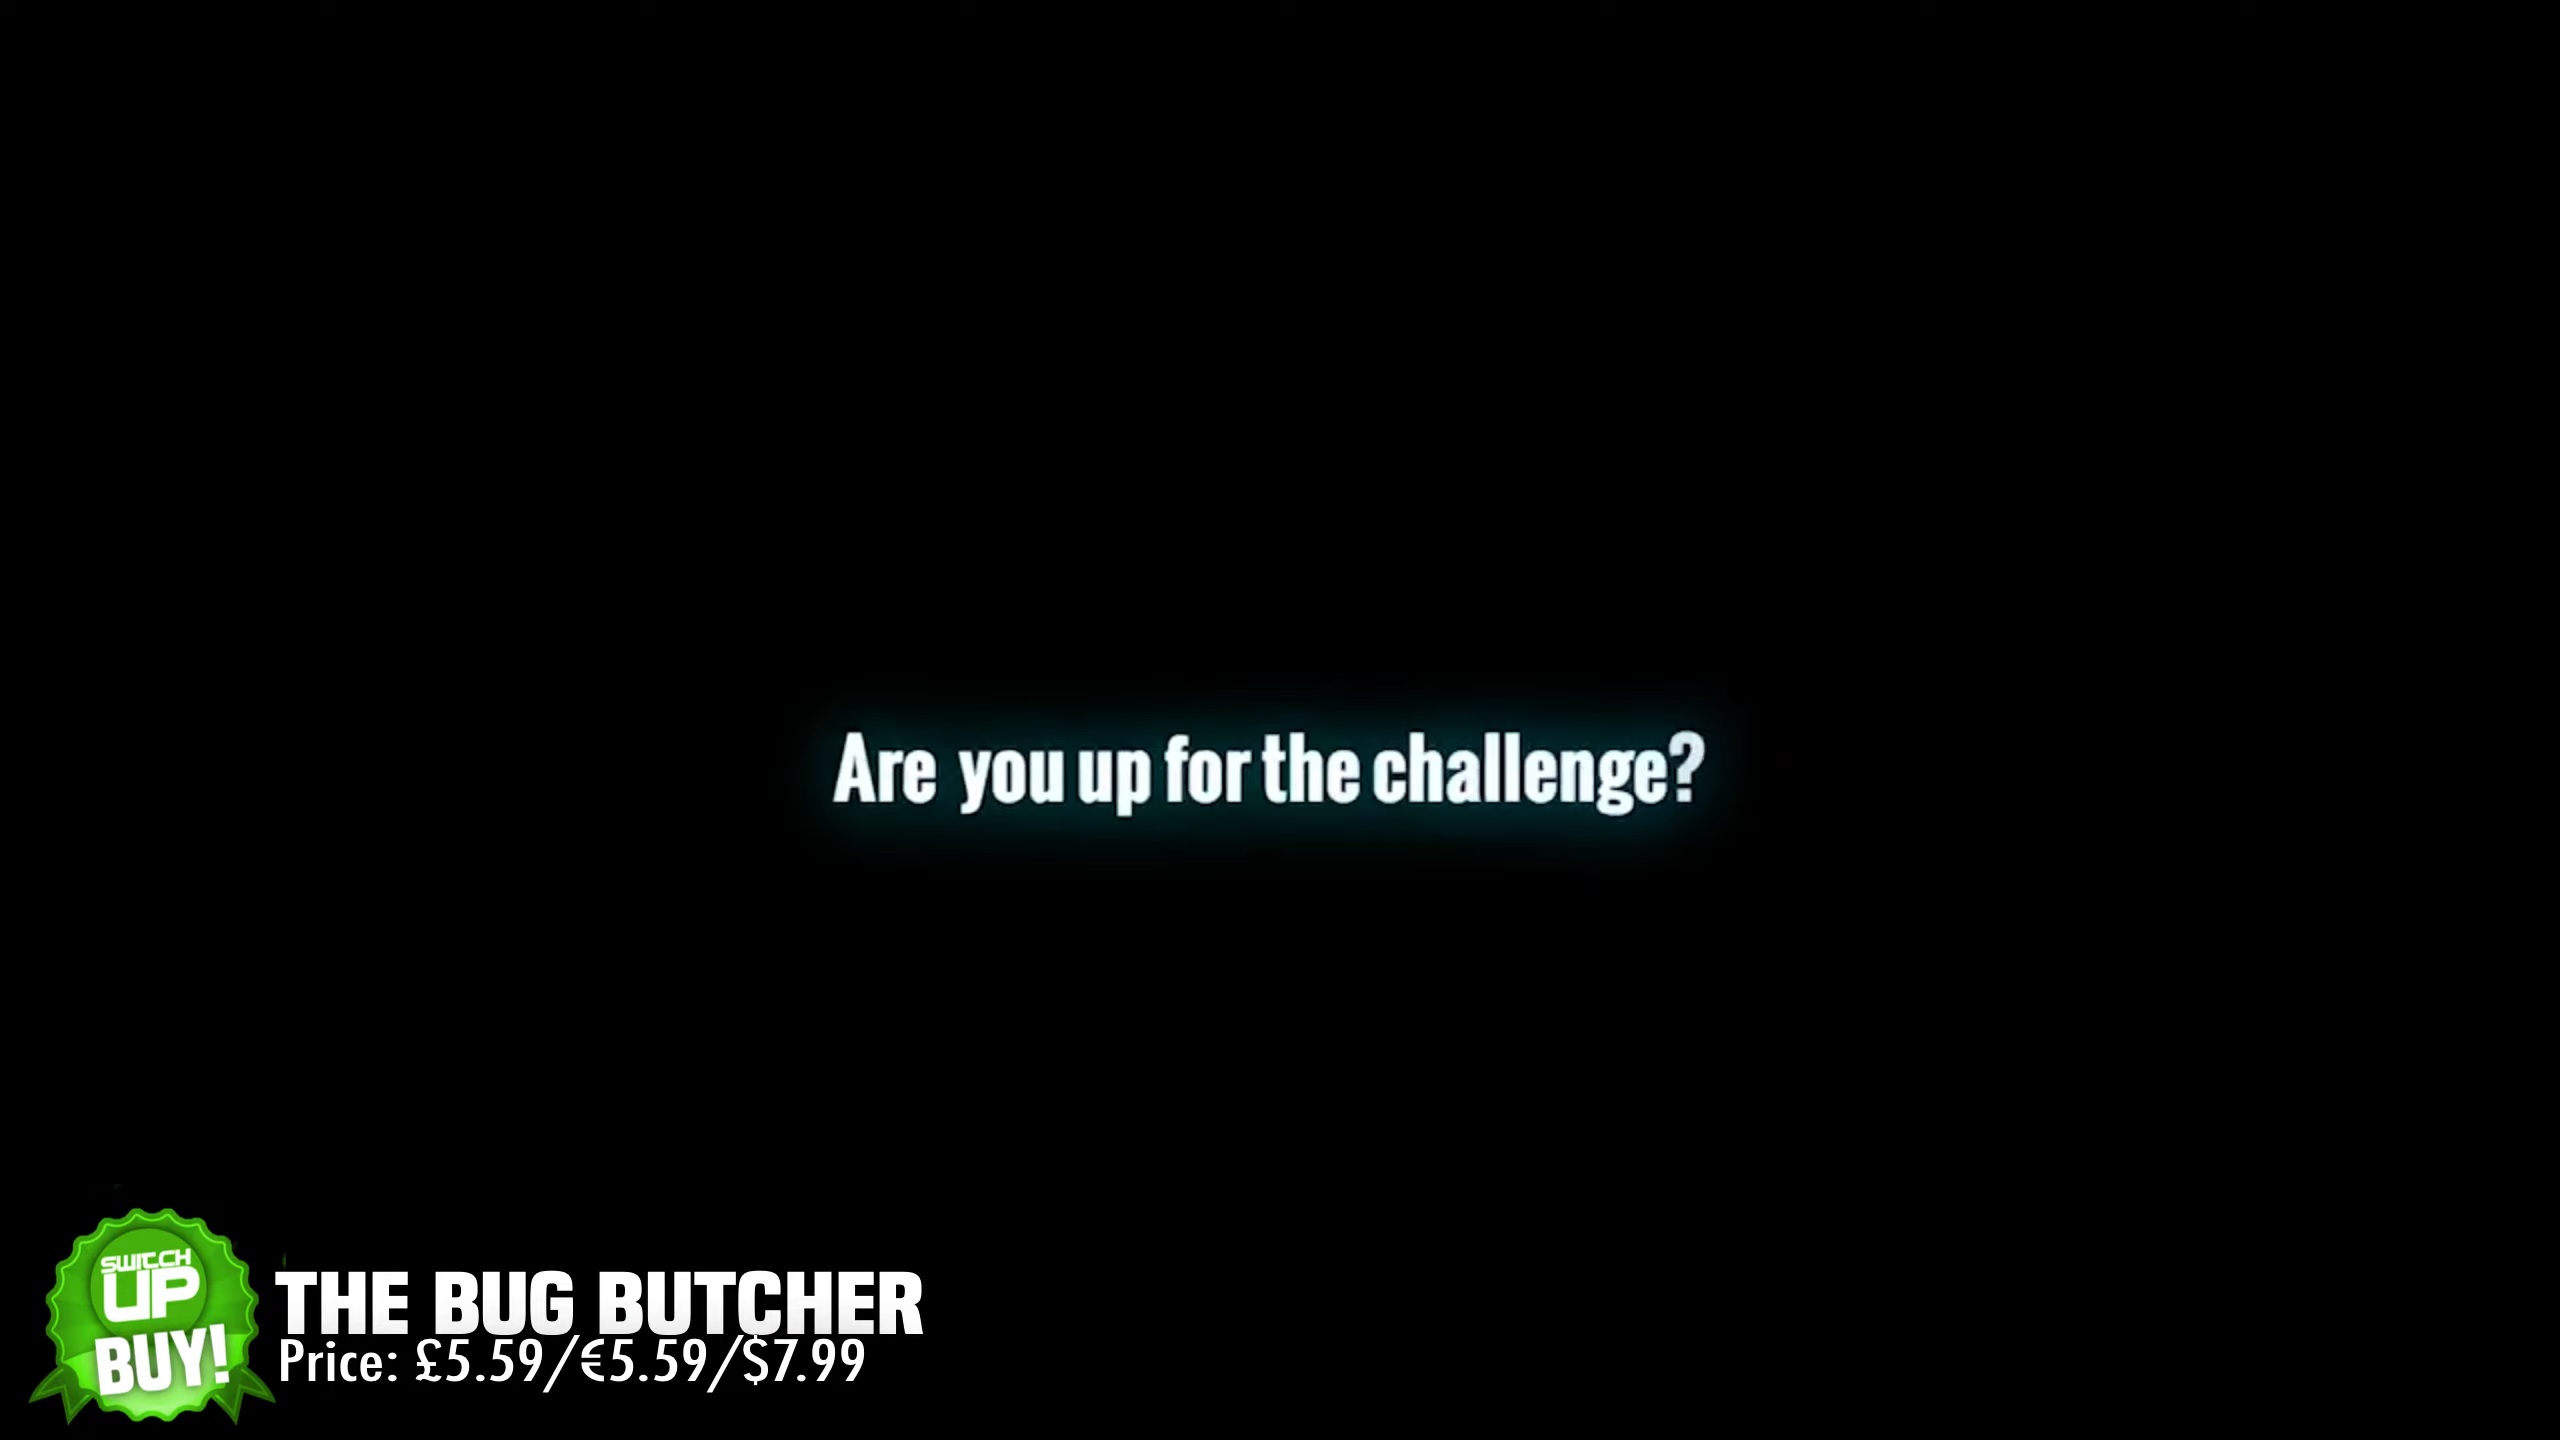 Are you up for the challenge?
SWITCH
UP
BUY!
THE BUG BUTCHER
Price: £5.59/€5.59/$7.99